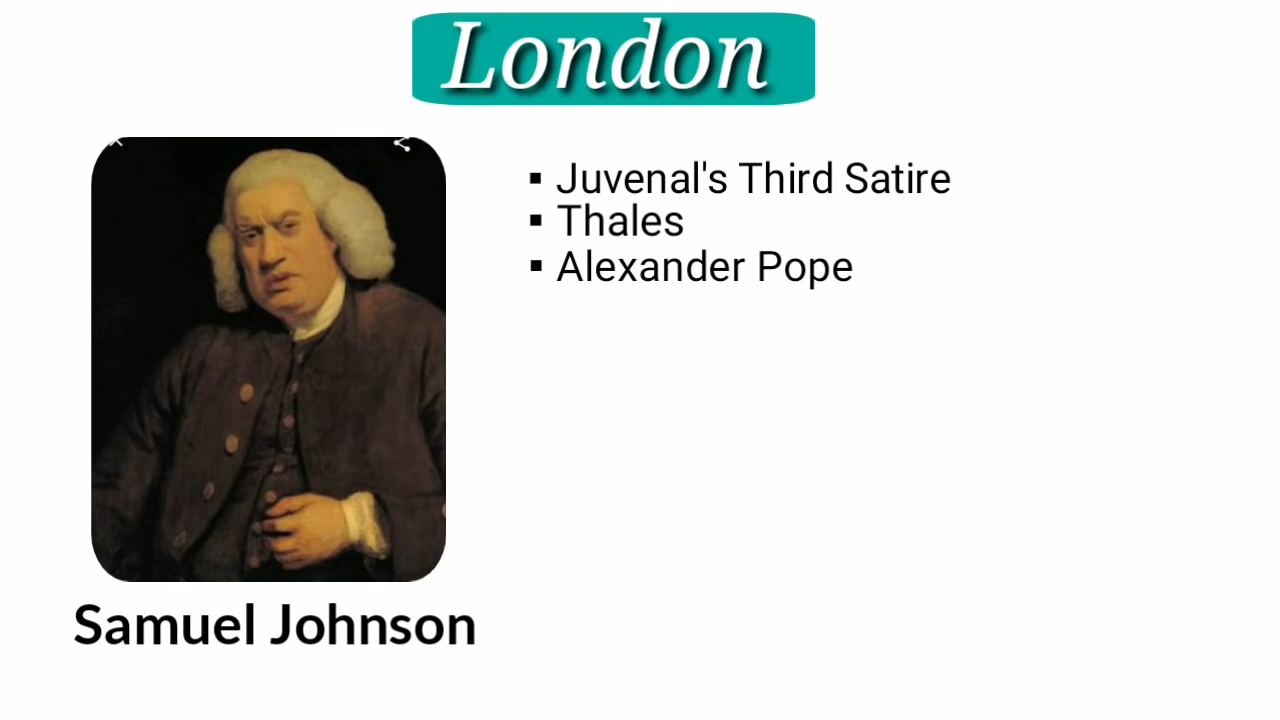 London
▪ Juvenal's Third Satire
▪ Thales
▪ Alexander Pope
Samuel Johnson